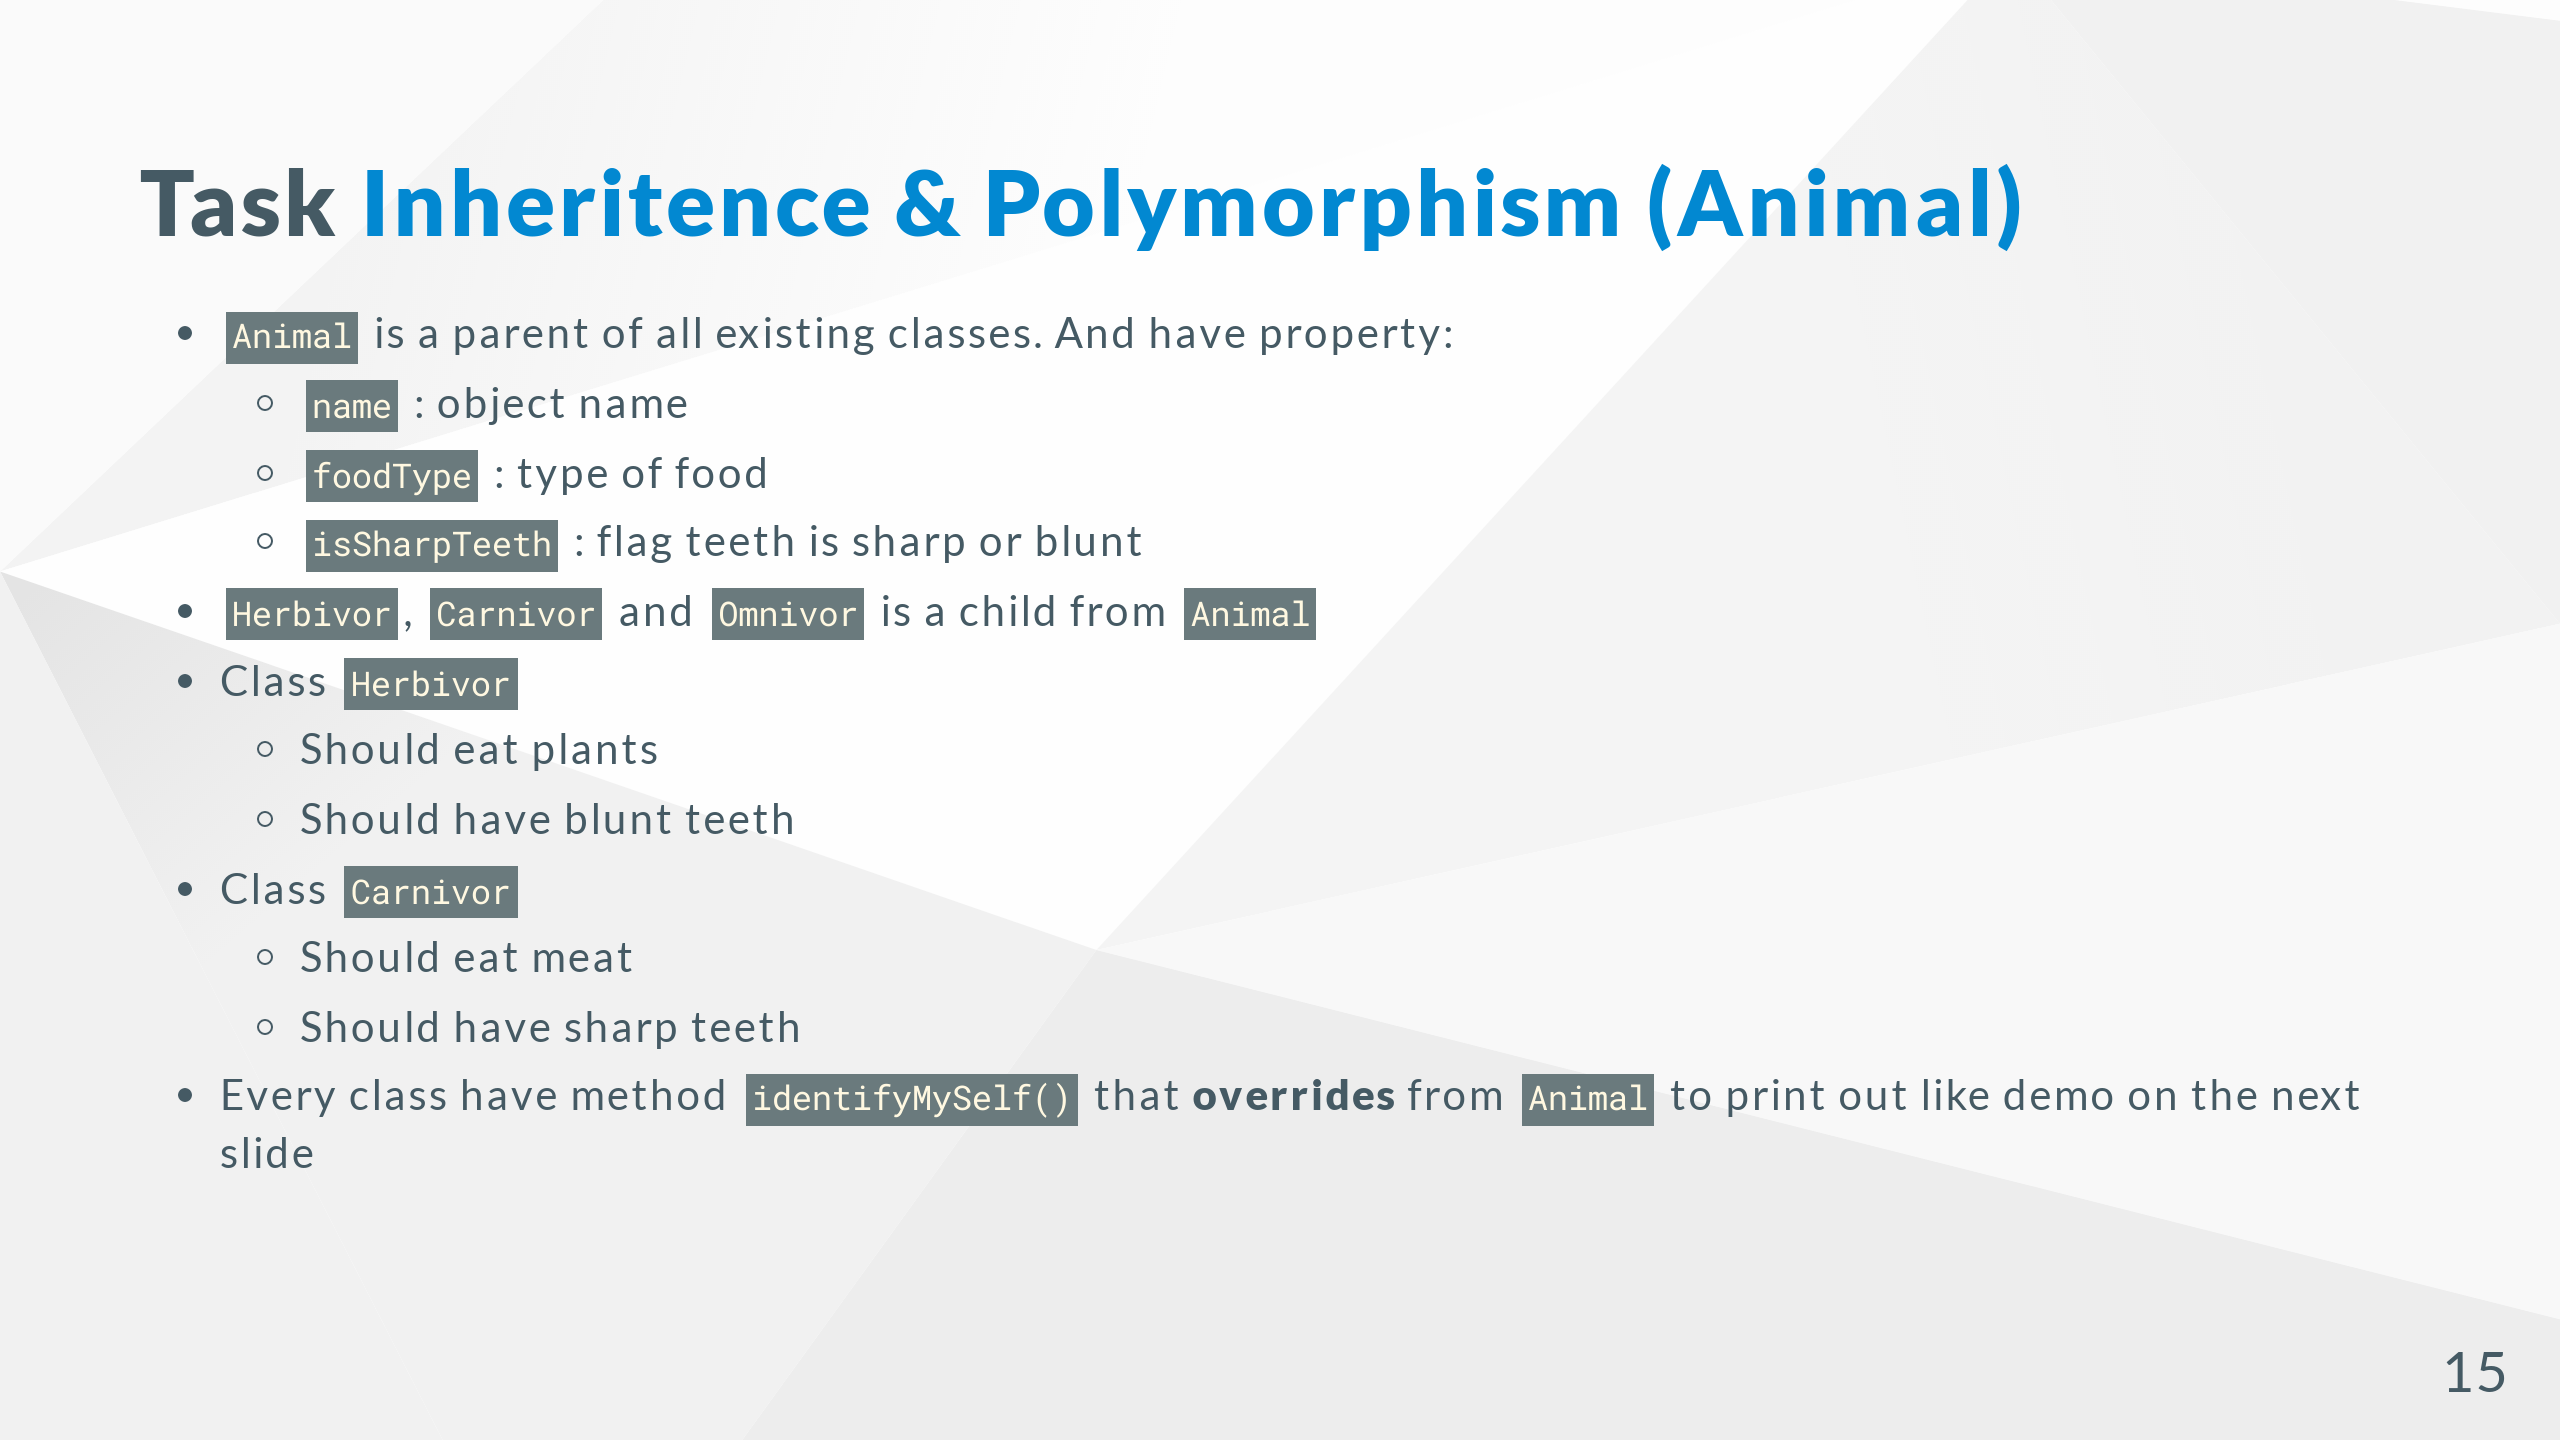 Task Inheritence & Polymorphism (Animal)
Animal is a parent of all existing classes. And have property:
name : object name
foodType : type of food
isSharpTeeth : flag teeth is sharp or blunt
Herbivor, Carnivor and Omnivor is a child from Animal
Class Herbivor
Should eat plants
Should have blunt teeth
Class Carnivor
Should eat meat
Should have sharp teeth
Every class have method identifyMySelf() that overrides from Animal to print out like demo on the next
slide
15